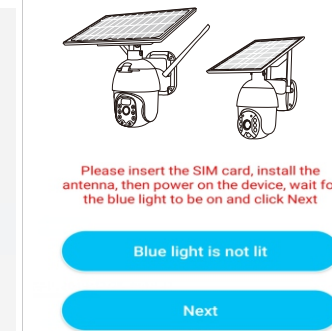 Please insert the SIM card, install the
antenna, then power on the device, wait fo
the blue light to be on and click Next
Blue light is not lit
Next